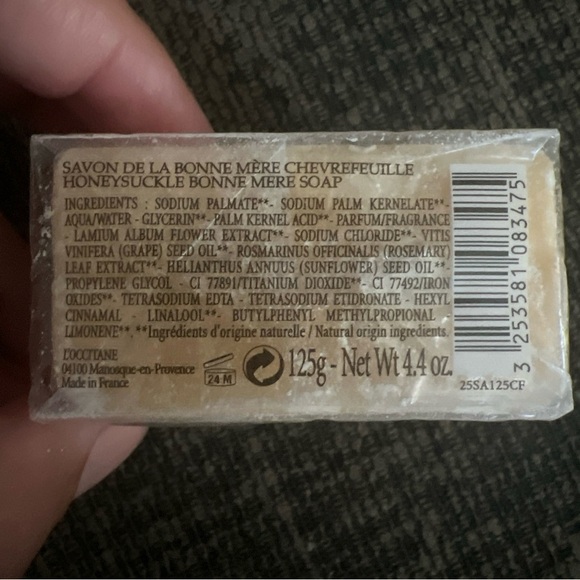 SAVON DE LA BONNE MÈRE CHEVREFEUILLE
HONEYSUCKLE BONNE MERE SOAP
INGREDIENTS : SODIUM PALMATE**- SODIUM PALM KERNELATE**-
AQUA/WATER - GLYCERIN**- PALM KERNEL ACID**- PARFUM/FRAGRANCE
- LAMIUM ALBUM FLOWER EXTRACT**- SODIUM CHLORIDE**- VITIS
VINIFERA (GRAPE) SEED OIL**- ROSMARINUS OFFICINALIS (ROSEMARY)
LEAF EXTRACT**- HELIANTHUS ANNUUS (SUNFLOWER) SEED OIL**-
PROPYLENE GLYCOL - CI 77891/TITANIUM DIOXIDE**- CI 77492/IRON
OXIDES**- TETRASODIUM EDTA - TETRASODIUM ETIDRONATE - HEXYL
CINNAMAL - LINALOOL**- BUTYLPHENYL METHYLPROPIONAL -
LIMONENE**. **Ingrédients d'origine naturelle / Natural origin ingredients.
L'OCCITANE
04100 Manosque-en-Provence
Made in France
24 M
125g - Net Wt 4.4 oz.
3 253581 083475
25SA125CF